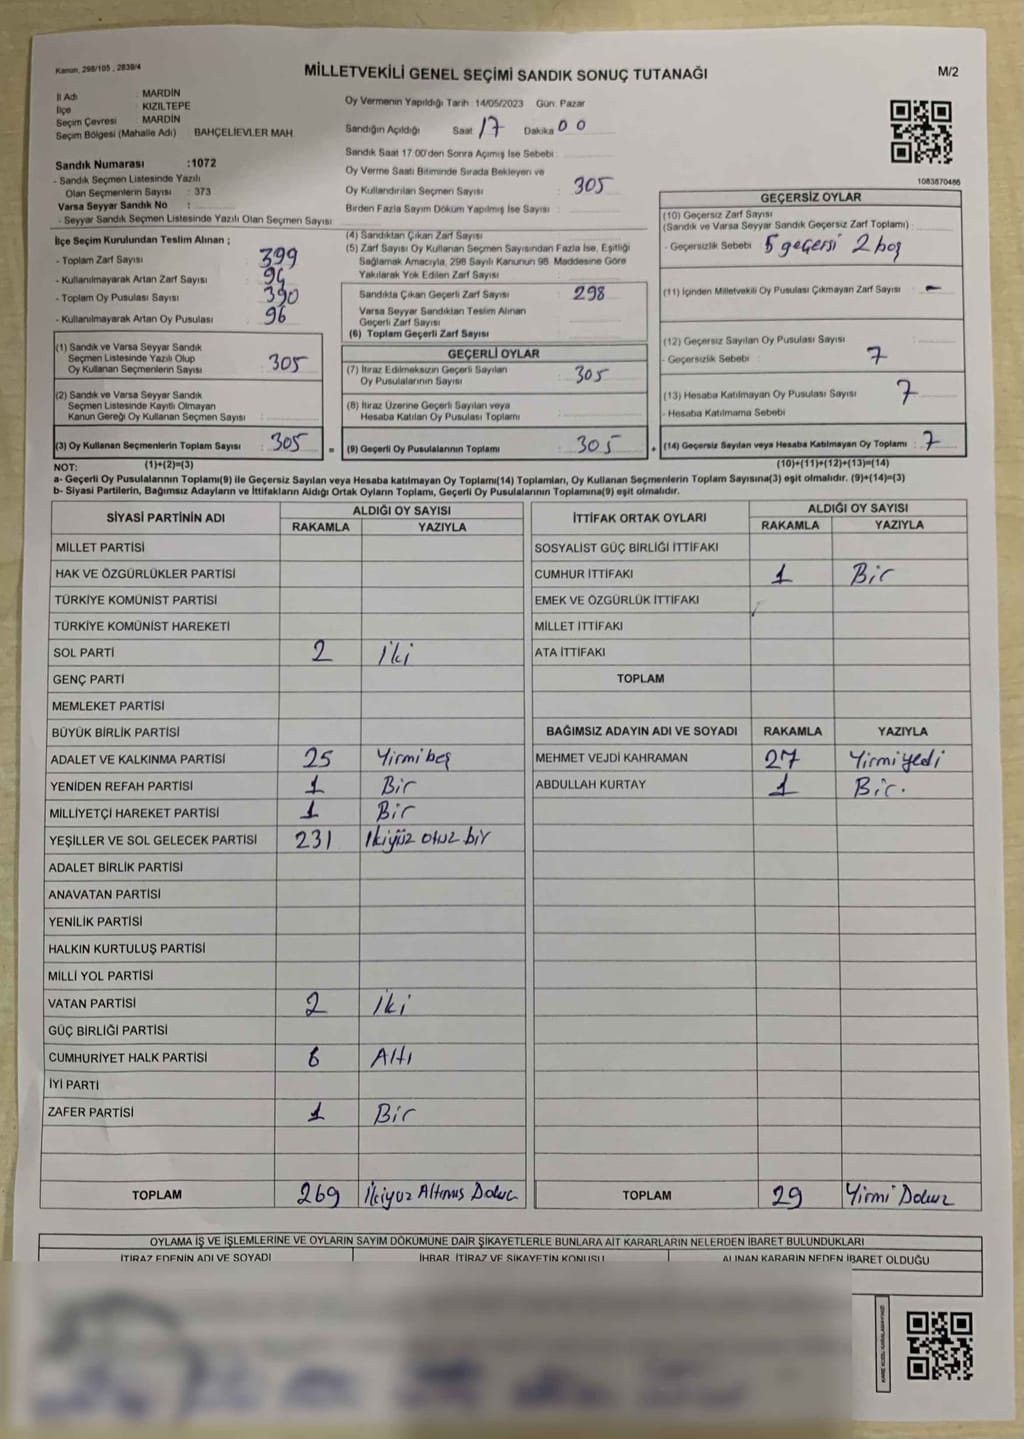 Kanun, 298/105 , 2839/4
MİLLETVEKİLİ GENEL SEÇİMİ SANDIK SONUÇ TUTANAĞI
M/2
İl Adı : MARDİN
İlçe : KIZILTEPE
Seçim Çevresi : MARDİN
Seçim Bölgesi (Mahalle Adı) : BAHÇELİEVLER MAH.
Sandık Numarası :1072
- Sandık Seçmen Listesinde Yazılı
Olan Seçmenlerin Sayısı : 373
Varsa Seyyar Sandık No :
- Seyyar Sandık Seçmen Listesinde Yazılı Olan Seçmen Sayısı :
Oy Vermenin Yapıldığı Tarih : 14/05/2023 Gün: Pazar
Sandığın Açıldığı Saat: 17 Dakika: 00
Sandık Saat 17.00'den Sonra Açımış İse Sebebi :
Oy Verme Saati Bitiminde Sırada Bekleyen ve
Oy Kullandırılan Seçmen Sayısı : 305
Birden Fazla Sayım Döküm Yapılmış İse Sayısı :
1083870486
İlçe Seçim Kurulundan Teslim Alınan ;
- Toplam Zarf Sayısı : 399
- Kullanılmayarak Artan Zarf Sayısı : 94
- Toplam Oy Pusulası Sayısı : 390
- Kullanılmayarak Artan Oy Pusulası : 96
(1) Sandık ve Varsa Seyyar Sandık
Seçmen Listesinde Yazılı Olup
Oy Kullanan Seçmenlerin Sayısı : 305
(2) Sandık ve Varsa Seyyar Sandık
Seçmen Listesinde Kayıtlı Olmayan
Kanun Gereği Oy Kullanan Seçmen Sayısı :
(3) Oy Kullanan Seçmenlerin Toplam Sayısı : 305
(1)+(2)=(3)
(4) Sandıktan Çıkan Zarf Sayısı
(5) Zarf Sayısı Oy Kullanan Seçmen Sayısından Fazla İse, Eşitliği
Sağlamak Amacıyla, 298 Sayılı Kanunun 98. Maddesine Göre
Yakılarak Yok Edilen Zarf Sayısı
Sandıkta Çıkan Geçerli Zarf Sayısı : 298
Varsa Seyyar Sandıktan Teslim Alınan
Geçerli Zarf Sayısı
(6) Toplam Geçerli Zarf Sayısı
GEÇERLİ OYLAR
(7) İtiraz Edilmeksizin Geçerli Sayılan
Oy Pusulalarının Sayısı : 305
(8) İtiraz Üzerine Geçerli Sayılan veya
Hesaba Katılan Oy Pusulası Toplamı :
= (9) Geçerli Oy Pusulalarının Toplamı : 305 +
GEÇERSİZ OYLAR
(10) Geçersiz Zarf Sayısı
(Sandık ve Varsa Seyyar Sandık Geçersiz Zarf Toplamı) :
- Geçersizlik Sebebi : 5 geçersi 2 boş
(11) İçinden Milletvekili Oy Pusulası Çıkmayan Zarf Sayısı : -
(12) Geçersiz Sayılan Oy Pusulası Sayısı :
- Geçersizlik Sebebi : 7
(13) Hesaba Katılmayan Oy Pusulası Sayısı : 7
- Hesaba Katılmama Sebebi
(14) Geçersiz Sayılan veya Hesaba Katılmayan Oy Toplamı : 7
(10)+(11)+(12)+(13)=(14)
NOT:
a- Geçerli Oy Pusulalarının Toplamı(9) ile Geçersiz Sayılan veya Hesaba katılmayan Oy Toplamı(14) Toplamları, Oy Kullanan Seçmenlerin Toplam Sayısına(3) eşit olmalıdır. (9)+(14)=(3)
b- Siyasi Partilerin, Bağımsız Adayların ve İttifakların Aldığı Ortak Oyların Toplamı, Geçerli Oy Pusulalarının Toplamına(9) eşit olmalıdır.
SİYASİ PARTİNİN ADI
ALDIĞI OY SAYISI
RAKAMLA YAZIYLA
MİLLET PARTİSİ
HAK VE ÖZGÜRLÜKLER PARTİSİ
TÜRKİYE KOMÜNİST PARTİSİ
TÜRKİYE KOMÜNİST HAREKETİ
SOL PARTİ 2 iki
GENÇ PARTİ
MEMLEKET PARTİSİ
BÜYÜK BİRLİK PARTİSİ
ADALET VE KALKINMA PARTİSİ 25 Yirmi beş
YENİDEN REFAH PARTİSİ 1 Bir
MİLLİYETÇİ HAREKET PARTİSİ 1 Bir
YEŞİLLER VE SOL GELECEK PARTİSİ 231 ikiyüz otuz bir
ADALET BİRLİK PARTİSİ
ANAVATAN PARTİSİ
YENİLİK PARTİSİ
HALKIN KURTULUŞ PARTİSİ
MİLLİ YOL PARTİSİ
VATAN PARTİSİ 2 iki
GÜÇ BİRLİĞİ PARTİSİ
CUMHURİYET HALK PARTİSİ 6 Altı
İYİ PARTİ
ZAFER PARTİSİ 1 Bir
TOPLAM 269 ikiyüz Altmış Dokuz
İTTİFAK ORTAK OYLARI
ALDIĞI OY SAYISI
RAKAMLA YAZIYLA
SOSYALİST GÜÇ BİRLİĞİ İTTİFAKI
CUMHUR İTTİFAKI 1 Bir
EMEK VE ÖZGÜRLÜK İTTİFAKI
MİLLET İTTİFAKI
ATA İTTİFAKI
TOPLAM
BAĞIMSIZ ADAYIN ADI VE SOYADI RAKAMLA YAZIYLA
MEHMET VEJDİ KAHRAMAN 27 Yirmi yedi
ABDULLAH KURTAY 1 Bir.
TOPLAM 29 Yirmi Dokuz
OYLAMA İŞ VE İŞLEMLERİNE VE OYLARIN SAYIM DÖKÜMÜNE DAİR ŞİKAYETLERLE BUNLARA AİT KARARLARIN NELERDEN İBARET BULUNDUKLARI
İTİRAZ EDENİN ADI VE SOYADI
İHBAR, İTİRAZ VE ŞİKAYETİN KONUSU
ALINAN KARARIN NEDEN İBARET OLDUĞU